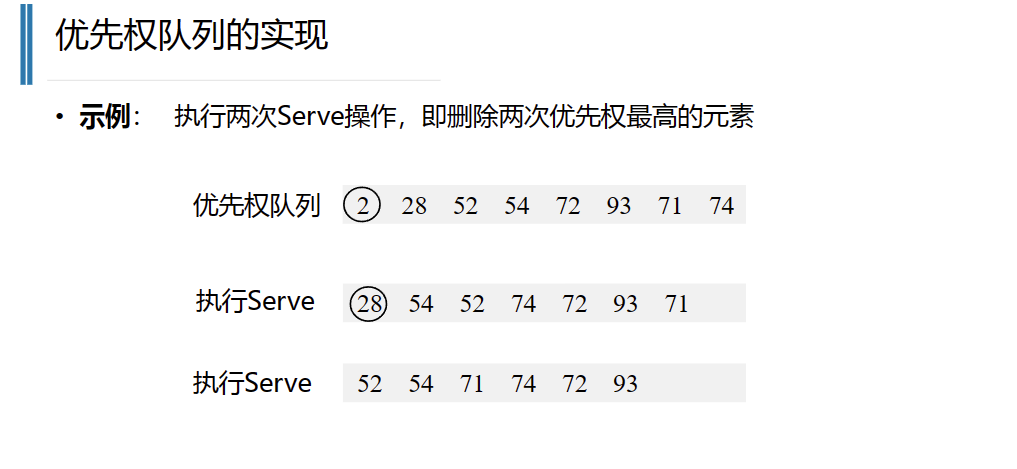 优先权队列的实现
• 示例： 执行两次Serve操作，即删除两次优先权最高的元素
优先权队列 2 28 52 54 72 93 71 74
执行Serve 28 54 52 74 72 93 71
执行Serve 52 54 71 74 72 93